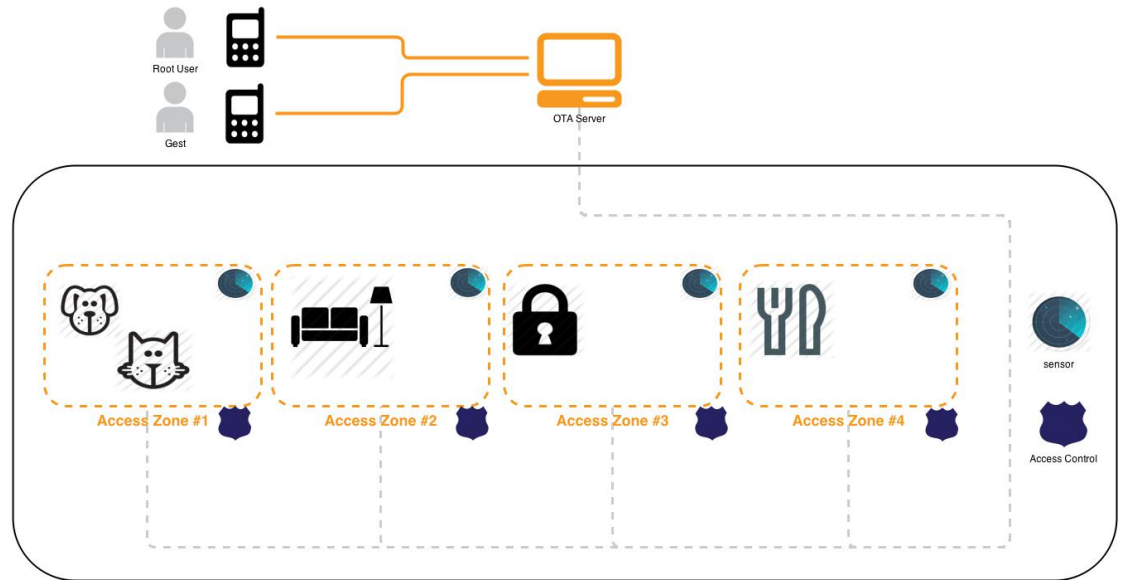 Root User
Gest
OTA Server
Access Zone #1
Access Zone #2
Access Zone #3
Access Zone #4
sensor
Access Control